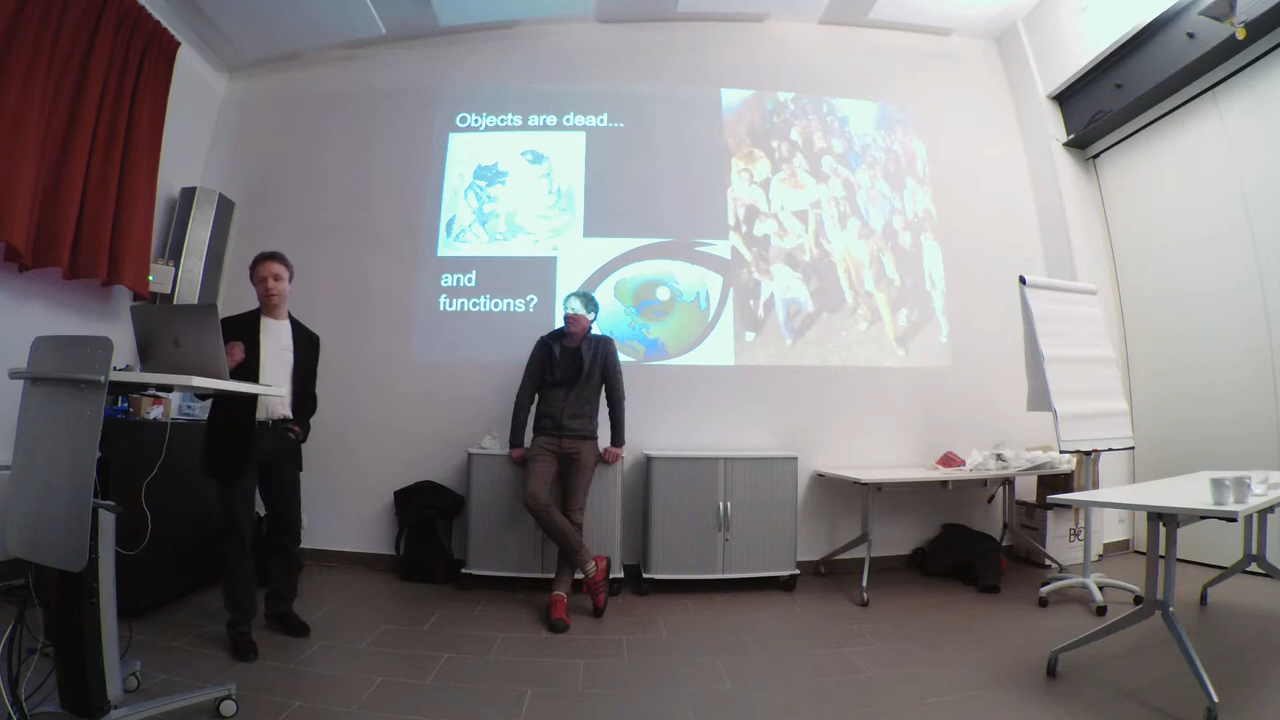 Objects are dead...
and
functions?